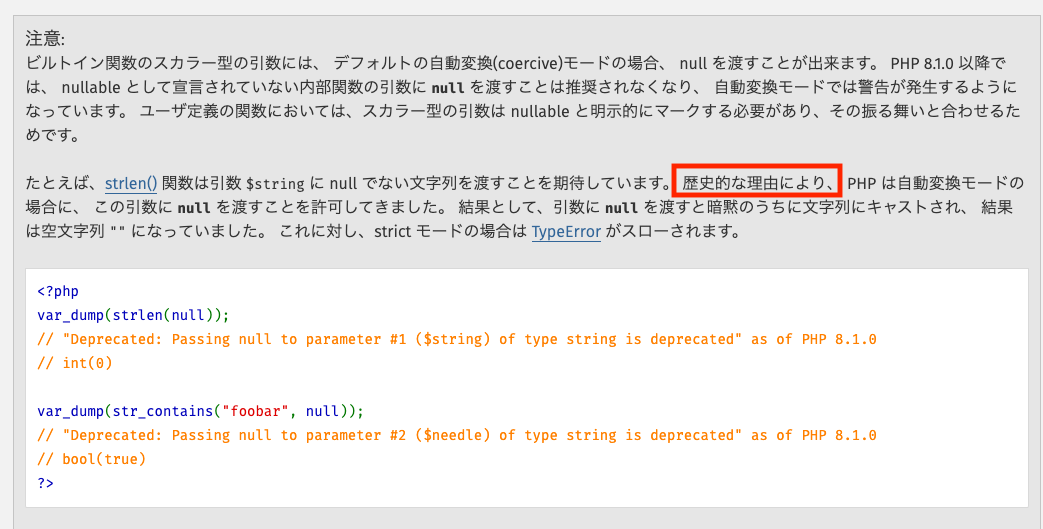 注意:
ビルトイン関数のスカラー型の引数には、 デフォルトの自動変換(coercive)モードの場合、 null を渡すことが出来ます。 PHP 8.1.0 以降で
は、 nullable として宣言されていない内部関数の引数に null を渡すことは推奨されなくなり、 自動変換モードでは警告が発生するように
なっています。 ユーザ定義の関数においては、スカラー型の引数は nullable と明示的にマークする必要があり、その振る舞いと合わせるた
めです。
たとえば、strlen() 関数は引数 $string に null でない文字列を渡すことを期待しています。 歴史的な理由により、 PHP は自動変換モードの
場合に、 この引数に null を渡すことを許可してきました。 結果として、引数に null を渡すと暗黙のうちに文字列にキャストされ、 結果
は空文字列 "" になっていました。 これに対し、strict モードの場合は TypeError がスローされます。
<?php
var_dump(strlen(null));
// "Deprecated: Passing null to parameter #1 ($string) of type string is deprecated" as of PHP 8.1.0
// int(0)
var_dump(str_contains("foobar", null));
// "Deprecated: Passing null to parameter #2 ($needle) of type string is deprecated" as of PHP 8.1.0
// bool(true)
?>